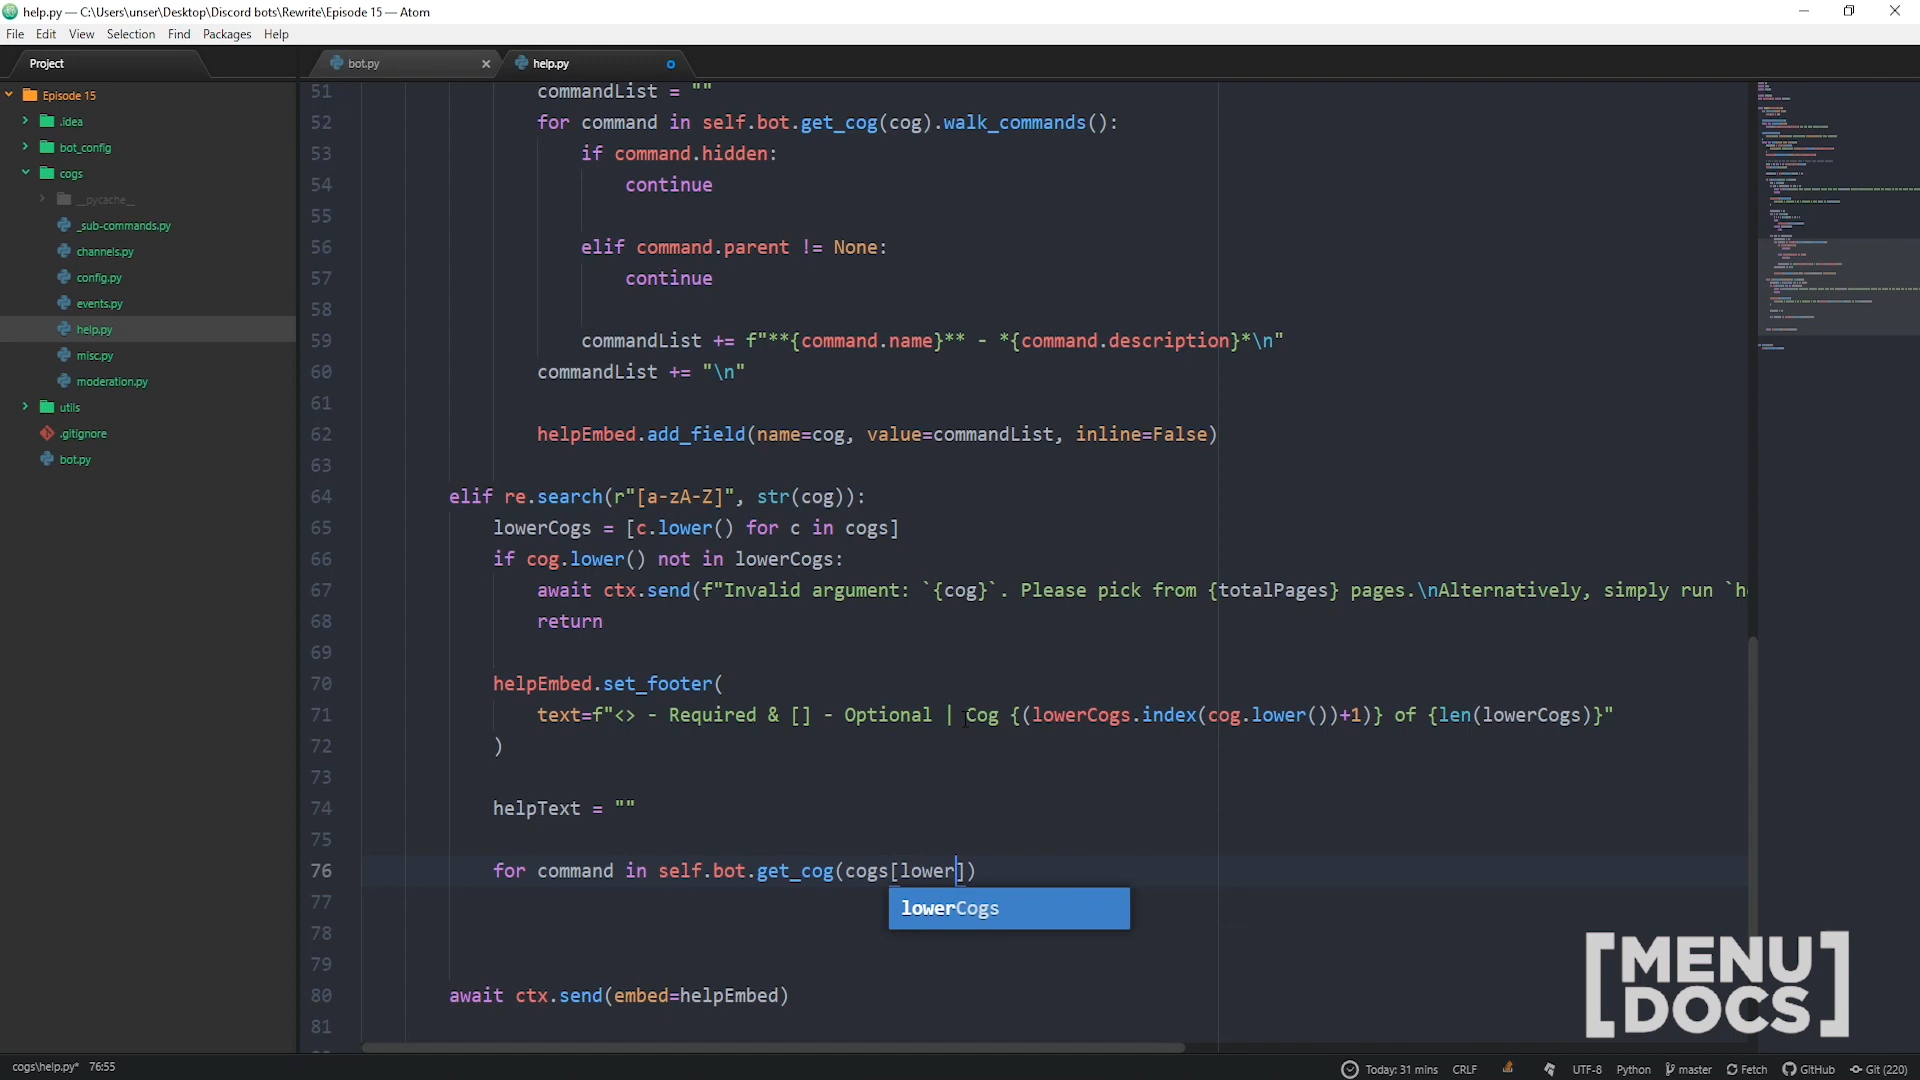 help.py — C:\Users\unser\Desktop\Discord bots\Rewrite\Episode 15 — Atom
File Edit View Selection Find Packages Help
Project
bot.py
help.py
Episode 15
.idea
bot_config
cogs
__pycache__
_sub-commands.py
channels.py
config.py
events.py
help.py
misc.py
moderation.py
utils
.gitignore
bot.py
51 commandList = ""
52 for command in self.bot.get_cog(cog).walk_commands():
53 if command.hidden:
54 continue
55
56 elif command.parent != None:
57 continue
58
59 commandList += f"**{command.name}** - *{command.description}*\n"
60 commandList += "\n"
61
62 helpEmbed.add_field(name=cog, value=commandList, inline=False)
63
64 elif re.search(r"[a-zA-Z]", str(cog)):
65 lowerCogs = [c.lower() for c in cogs]
66 if cog.lower() not in lowerCogs:
67 await ctx.send(f"Invalid argument: `{cog}`. Please pick from {totalPages} pages.\nAlternatively, simply run `h
68 return
69
70 helpEmbed.set_footer(
71 text=f"<> - Required & [] - Optional | Cog {(lowerCogs.index(cog.lower())+1)} of {len(lowerCogs)}"
72 )
73
74 helpText = ""
75
76 for command in self.bot.get_cog(cogs[lower])
lowerCogs
77
78
79
80 await ctx.send(embed=helpEmbed)
81
[MENU
DOCS]
cogs\help.py* 76:55 Today: 31 mins CRLF UTF-8 Python master Fetch GitHub Git (220)